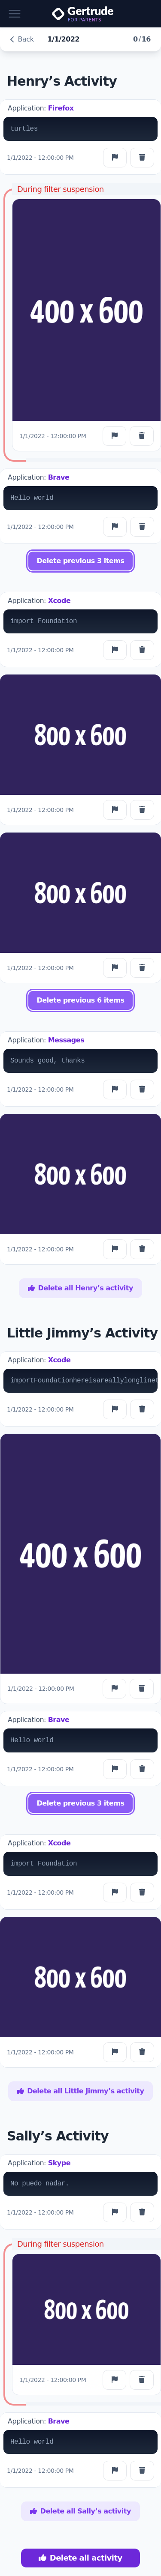 Gertrude
FOR PARENTS
Back
1/1/2022
0/16
Henry's Activity
Application: Firefox
turtles
1/1/2022 - 12:00:00 PM
During filter suspension
400 x 600
1/1/2022 - 12:00:00 PM
Application: Brave
Hello world
1/1/2022 - 12:00:00 PM
Delete previous 3 items
Application: Xcode
import Foundation
1/1/2022 - 12:00:00 PM
800 x 600
1/1/2022 - 12:00:00 PM
800 x 600
1/1/2022 - 12:00:00 PM
Delete previous 6 items
Application: Messages
Sounds good, thanks
1/1/2022 - 12:00:00 PM
800 x 600
1/1/2022 - 12:00:00 PM
Delete all Henry's activity
Little Jimmy's Activity
Application: Xcode
importFoundationhereisareallylonglinet
1/1/2022 - 12:00:00 PM
400 x 600
1/1/2022 - 12:00:00 PM
Application: Brave
Hello world
1/1/2022 - 12:00:00 PM
Delete previous 3 items
Application: Xcode
import Foundation
1/1/2022 - 12:00:00 PM
800 x 600
1/1/2022 - 12:00:00 PM
Delete all Little Jimmy's activity
Sally's Activity
Application: Skype
No puedo nadar.
1/1/2022 - 12:00:00 PM
During filter suspension
800 x 600
1/1/2022 - 12:00:00 PM
Application: Brave
Hello world
1/1/2022 - 12:00:00 PM
Delete all Sally's activity
Delete all activity